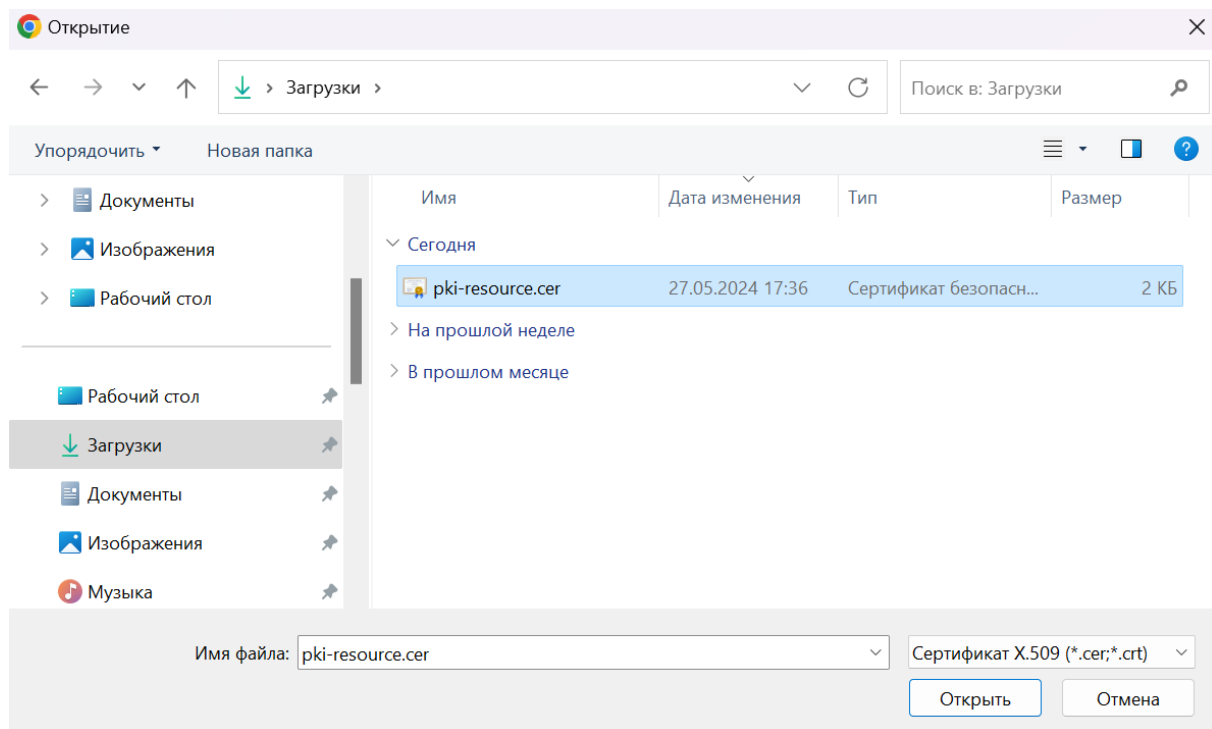 Открытие
Загрузки
Поиск в: Загрузки
Упорядочить
Новая папка
Документы
Изображения
Рабочий стол
Рабочий стол
Загрузки
Документы
Изображения
Музыка
Имя Дата изменения Тип Размер
Сегодня
pki-resource.cer 27.05.2024 17:36 Сертификат безопасн... 2 КБ
На прошлой неделе
В прошлом месяце
Имя файла: pki-resource.cer Сертификат X.509 (*.cer;*.crt)
Открыть Отмена